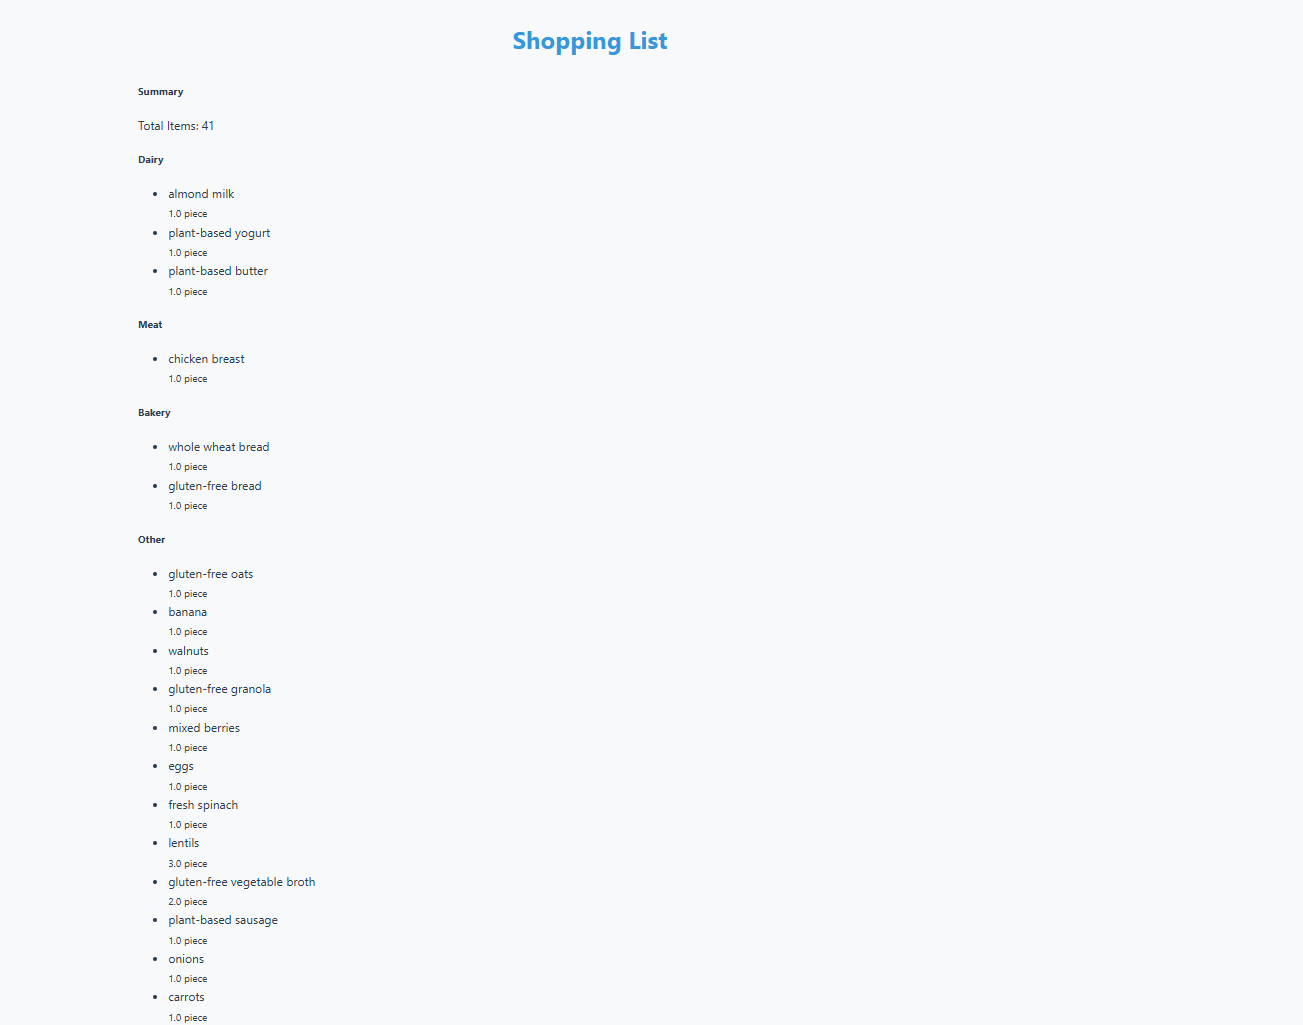 Shopping List
Summary
Total Items: 41
Dairy
almond milk
1.0 piece
plant-based yogurt
1.0 piece
plant-based butter
1.0 piece
Meat
chicken breast
1.0 piece
Bakery
whole wheat bread
1.0 piece
gluten-free bread
1.0 piece
Other
gluten-free oats
1.0 piece
banana
1.0 piece
walnuts
1.0 piece
gluten-free granola
1.0 piece
mixed berries
1.0 piece
eggs
1.0 piece
fresh spinach
1.0 piece
lentils
3.0 piece
gluten-free vegetable broth
2.0 piece
plant-based sausage
1.0 piece
onions
1.0 piece
carrots
1.0 piece